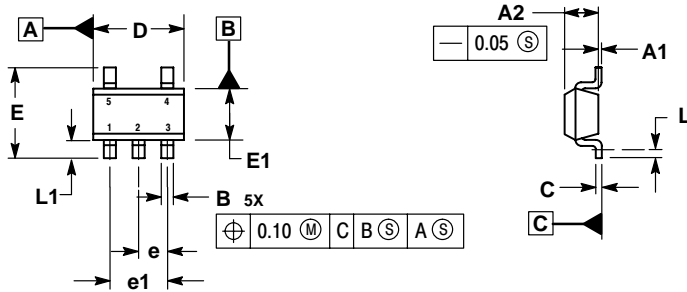 A
D
B
A2
— 0.05 Ⓢ
A1
E
5 4
1 2 3
E1
L
L1
B 5X
C
⌖ 0.10 Ⓜ C B Ⓢ A Ⓢ
C
e
e1